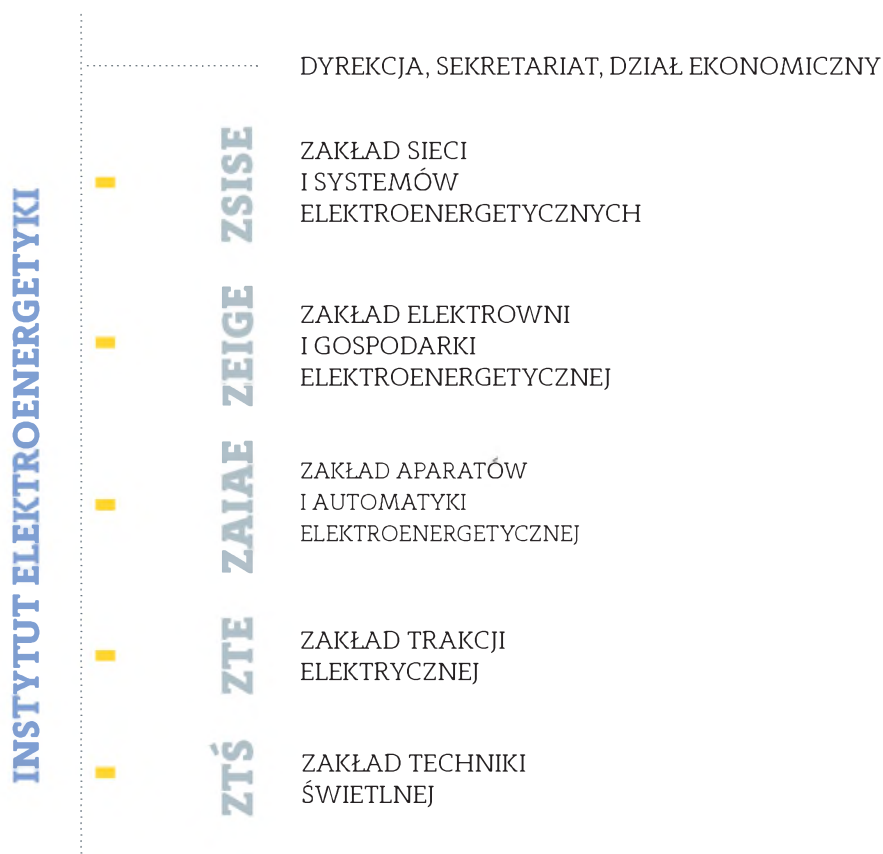 INSTYTUT ELEKTROENERGETYKI
DYREKCJA, SEKRETARIAT, DZIAŁ EKONOMICZNY
ZSISE
ZAKŁAD SIECI
I SYSTEMÓW
ELEKTROENERGETYCZNYCH
ZEIGE
ZAKŁAD ELEKTROWNI
I GOSPODARKI
ELEKTROENERGETYCZNEJ
ZAIAE
ZAKŁAD APARATÓW
I AUTOMATYKI
ELEKTROENERGETYCZNEJ
ZTE
ZAKŁAD TRAKCJI
ELEKTRYCZNEJ
ZTŚ
ZAKŁAD TECHNIKI
ŚWIETLNEJ